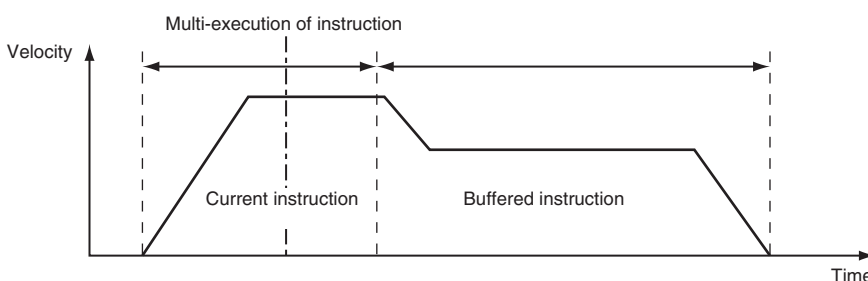 Multi-execution of instruction
Velocity
Current instruction
Buffered instruction
Time